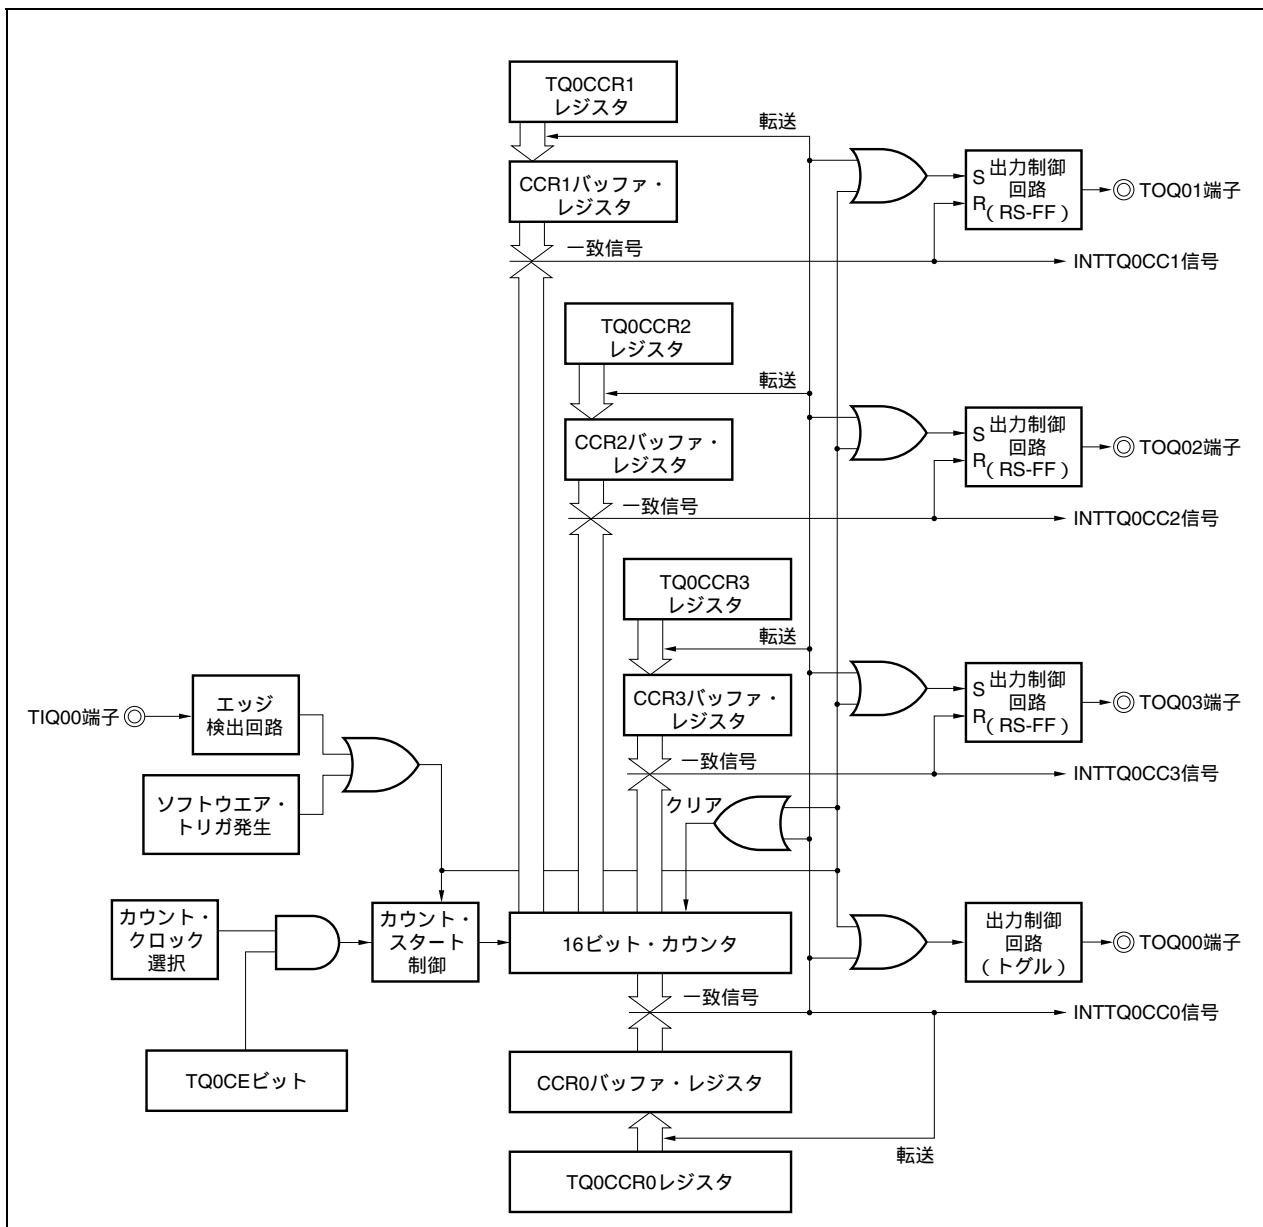 TQ0CCR1
レジスタ
転送
CCR1バッファ・
レジスタ
S 出力制御
回路
R ( RS-FF )
TOQ01端子
一致信号
INTTQ0CC1信号
TQ0CCR2
レジスタ
転送
CCR2バッファ・
レジスタ
S 出力制御
回路
R ( RS-FF )
TOQ02端子
一致信号
INTTQ0CC2信号
TQ0CCR3
レジスタ
転送
CCR3バッファ・
レジスタ
S 出力制御
回路
R ( RS-FF )
TOQ03端子
一致信号
INTTQ0CC3信号
TIQ00端子
エッジ
検出回路
ソフトウエア・
トリガ発生
クリア
カウント・
クロック
選択
カウント・
スタート
制御
16ビット・カウンタ
出力制御
回路
( トグル )
TOQ00端子
一致信号
INTTQ0CC0信号
TQ0CEビット
CCR0バッファ・レジスタ
転送
TQ0CCR0レジスタ